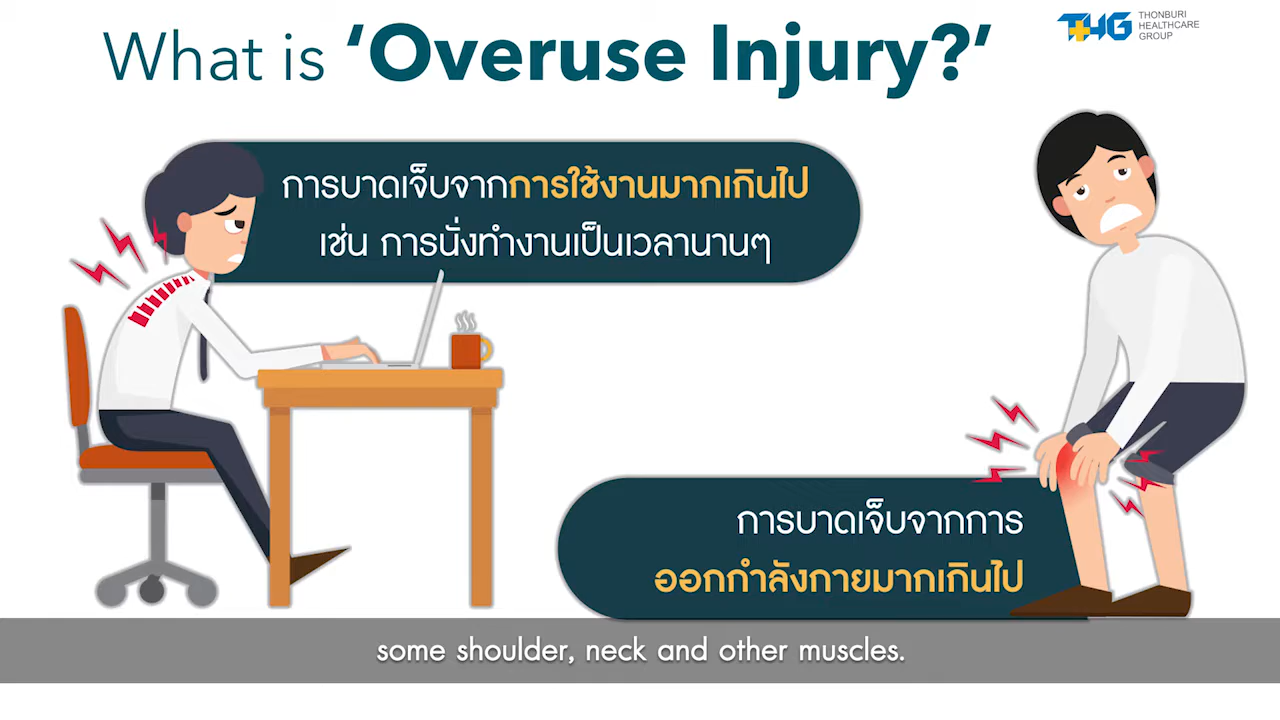 What is ‘Overuse Injury?’
THG
THONBURI
HEALTHCARE
GROUP
การบาดเจ็บจากการใช้งานมากเกินไป
เช่น การนั่งทำงานเป็นเวลานานๆ
การบาดเจ็บจากการ
ออกกำลังกายมากเกินไป
some shoulder, neck and other muscles.